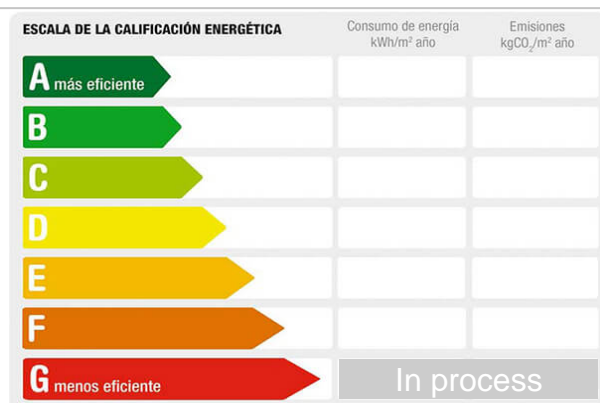 ESCALA DE LA CALIFICACIÓN ENERGÉTICA
Consumo de energía
kWh/m² año
Emisiones
kgCO₂/m² año
A más eficiente
B
C
D
E
F
G menos eficiente
In process